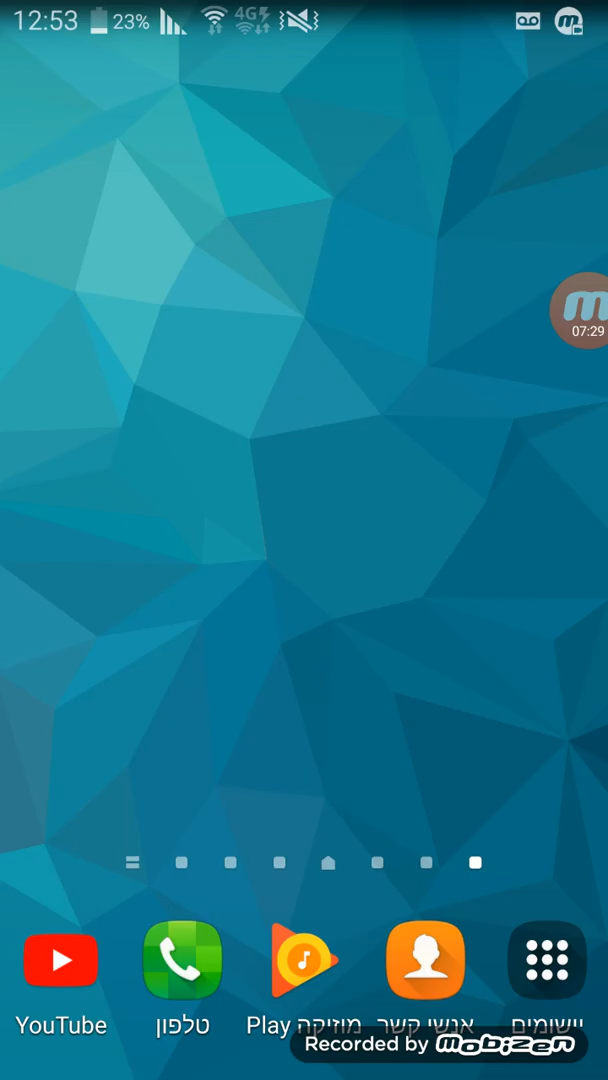 12:53 23% 4G
m
07:29
YouTube
טלפון
מוזיקה Play
אנשי קשר
יישומים
Recorded by mobizen